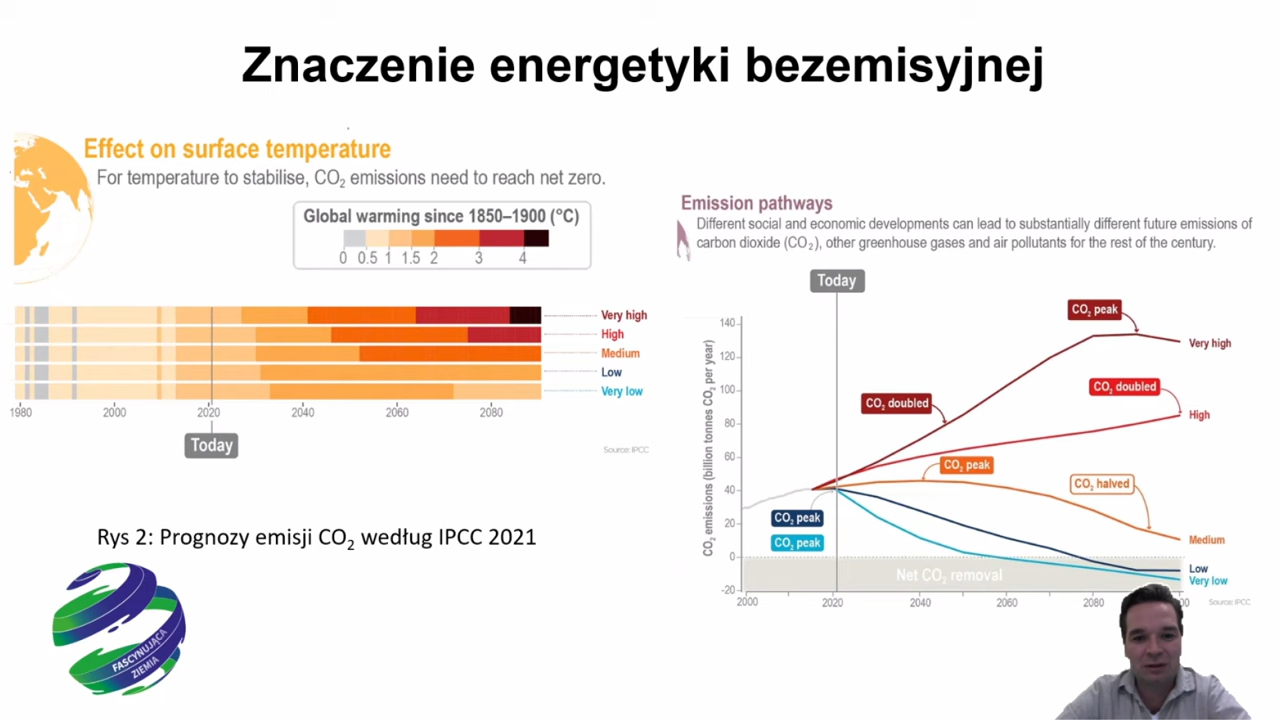 Znaczenie energetyki bezemisyjnej
Effect on surface temperature
For temperature to stabilise, CO₂ emissions need to reach net zero.
Global warming since 1850–1900 (°C)
0 0.5 1 1.5 2 3 4
Very high
High
Medium
Low
Very low
1980 2000 2020 2040 2060 2080
Today
Source: IPCC
Rys 2: Prognozy emisji CO₂ według IPCC 2021
FASCYNUJĄCA
ZIEMIA
Emission pathways
Different social and economic developments can lead to substantially different future emissions of
carbon dioxide (CO₂), other greenhouse gases and air pollutants for the rest of the century.
Today
CO₂ emissions (billion tonnes CO₂ per year)
140
120
100
80
60
40
20
0
-20
CO₂ peak
Very high
CO₂ doubled
CO₂ doubled
High
CO₂ peak
CO₂ halved
Medium
CO₂ peak
CO₂ peak
Low
Very low
Net CO₂ removal
2000 2020 2040 2060 2080 00
Source: IPCC